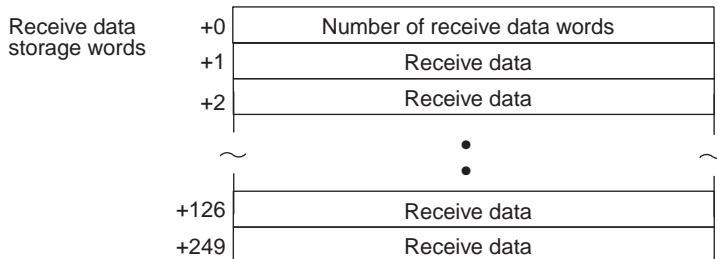 Receive data
storage words
+0 Number of receive data words
+1 Receive data
+2 Receive data
+126 Receive data
+249 Receive data